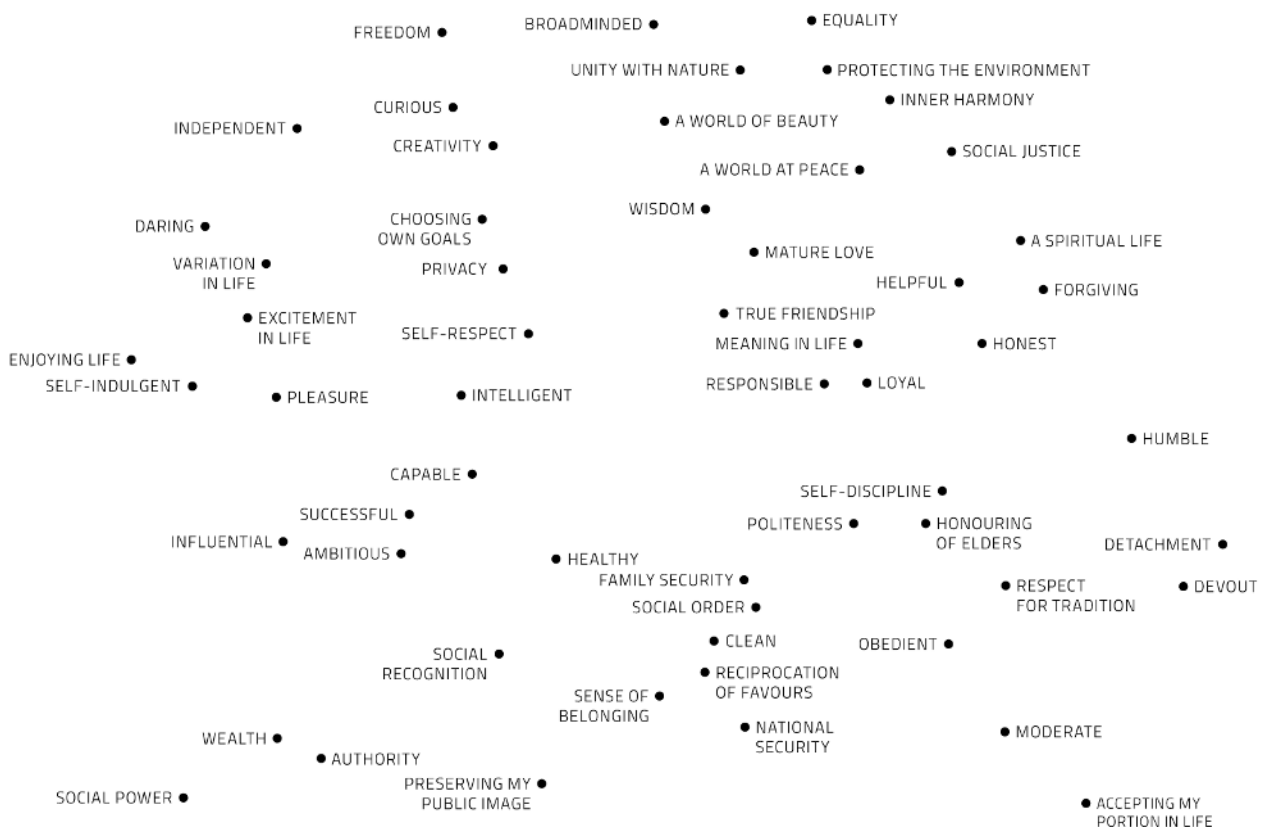 EQUALITY
BROADMINDED
FREEDOM
UNITY WITH NATURE
PROTECTING THE ENVIRONMENT
INNER HARMONY
CURIOUS
A WORLD OF BEAUTY
INDEPENDENT
CREATIVITY
SOCIAL JUSTICE
A WORLD AT PEACE
WISDOM
CHOOSING
OWN GOALS
DARING
A SPIRITUAL LIFE
MATURE LOVE
VARIATION
IN LIFE
PRIVACY
HELPFUL
FORGIVING
TRUE FRIENDSHIP
EXCITEMENT
IN LIFE
SELF-RESPECT
MEANING IN LIFE
HONEST
ENJOYING LIFE
SELF-INDULGENT
RESPONSIBLE
LOYAL
PLEASURE
INTELLIGENT
HUMBLE
CAPABLE
SELF-DISCIPLINE
SUCCESSFUL
POLITENESS
HONOURING
OF ELDERS
INFLUENTIAL
DETACHMENT
AMBITIOUS
HEALTHY
FAMILY SECURITY
RESPECT
FOR TRADITION
DEVOUT
SOCIAL ORDER
CLEAN
OBEDIENT
SOCIAL
RECOGNITION
RECIPROCATION
OF FAVOURS
SENSE OF
BELONGING
NATIONAL
SECURITY
MODERATE
WEALTH
AUTHORITY
PRESERVING MY
PUBLIC IMAGE
SOCIAL POWER
ACCEPTING MY
PORTION IN LIFE